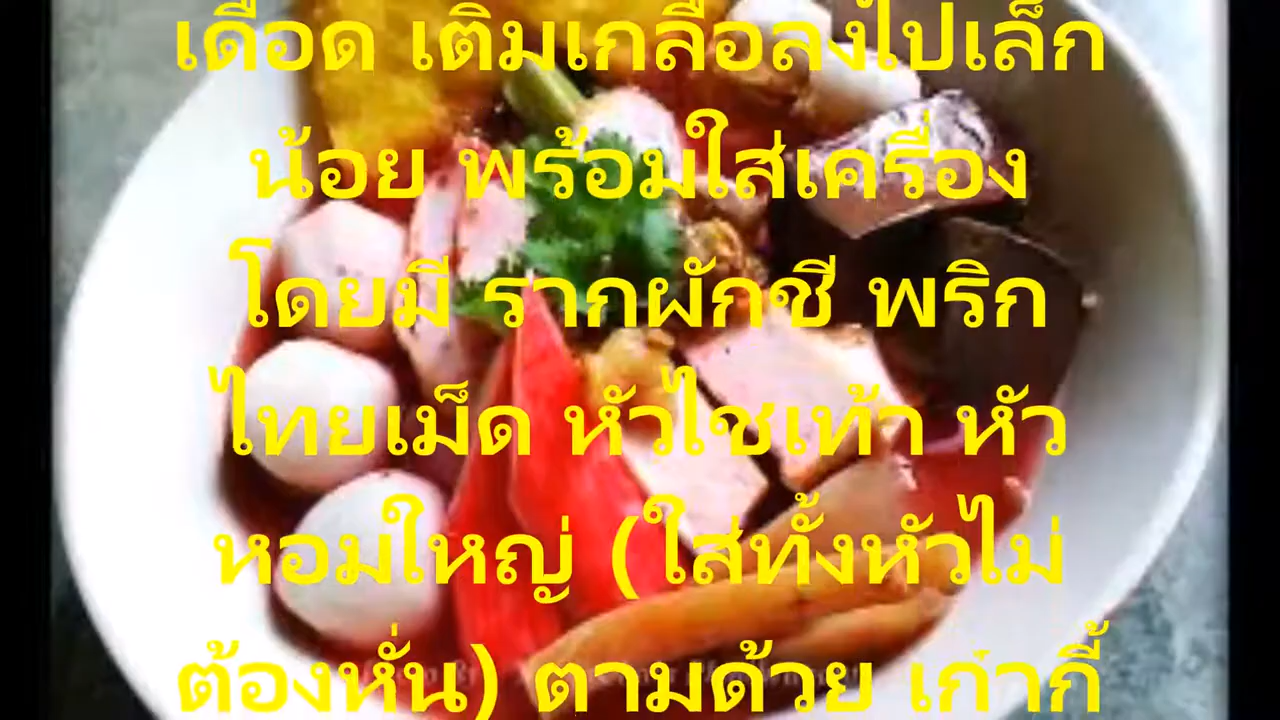 เดือด เติมเกลือลงไปเล็ก
น้อย พร้อมใส่เครื่อง
โดยมี รากผักชี พริก
ไทยเม็ด หัวไชเท้า หัว
หอมใหญ่ (ใส่ทั้งหัวไม่
ต้องหั่น) ตามด้วย เก๋ากี้